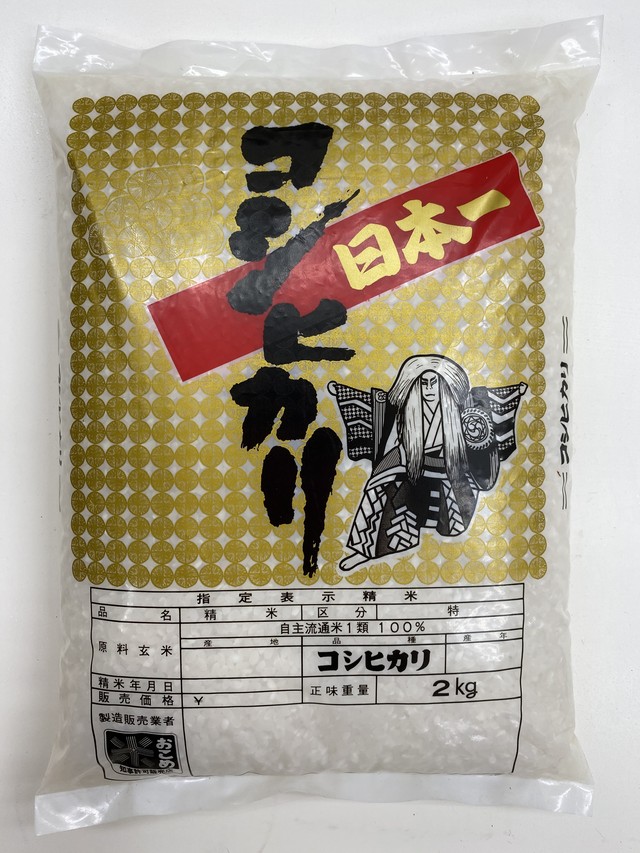 コシヒカリ
日本一
コシヒカリ
指定表示精米
品名 精米 区分 特
原料玄米 自主流通米1類 100%
産地 品種 産年
コシヒカリ
精米年月日
正味重量 2kg
販売価格 ¥
製造販売業者
米 おこめ